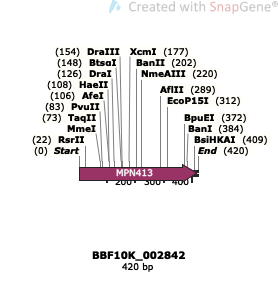 Created with SnapGene®
(154) DraIII XcmI (177)
(148) BtsαI BanII (202)
(126) DraI NmeAIII (220)
(108) HaeII
(106) AfeI AflII (289)
(83) PvuII EcoP15I (312)
(73) TaqII BpuEI (372)
MmeI BanI (384)
(22) RsrII BsiHKAI (409)
(0) Start End (420)
MPN413
200 300 400
BBF10K_002842
420 bp